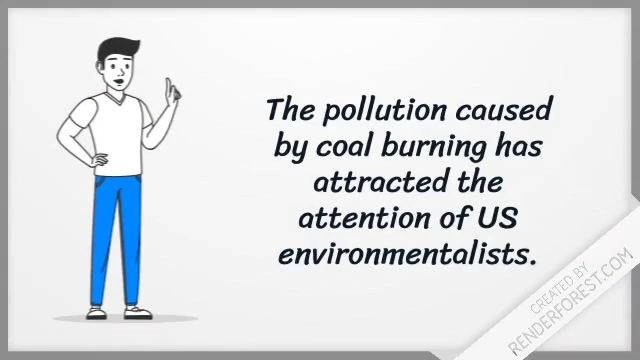 The pollution caused
by coal burning has
attracted the
attention of US
environmentalists.
CREATED BY
RENDERFOREST.COM